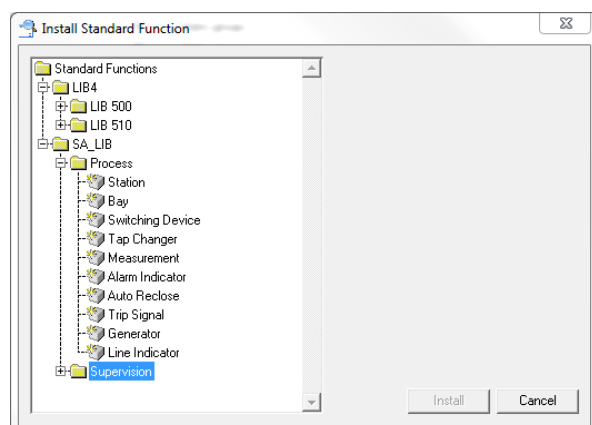 Install Standard Function
Standard Functions
LIB4
LIB 500
LIB 510
SA_LIB
Process
Station
Bay
Switching Device
Tap Changer
Measurement
Alarm Indicator
Auto Reclose
Trip Signal
Generator
Line Indicator
Supervision
Install Cancel